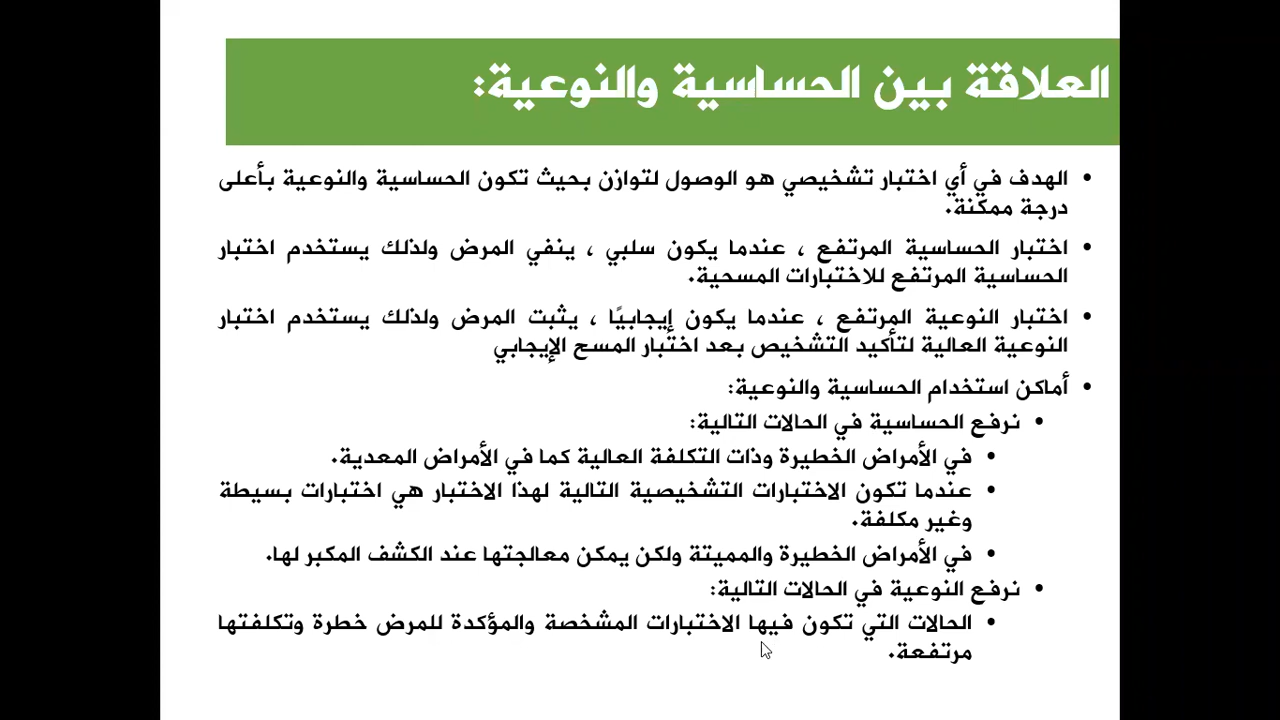 العلاقة بين الحساسية والنوعية:
• الهدف في أي اختبار تشخيصي هو الوصول لتوازن بحيث تكون الحساسية والنوعية بأعلى
درجة ممكنة.
• اختبار الحساسية المرتفع ، عندما يكون سلبي ، ينفي المرض ولذلك يستخدم اختبار
الحساسية المرتفع للاختبارات المسحية.
• اختبار النوعية المرتفع ، عندما يكون إيجابيًا ، يثبت المرض ولذلك يستخدم اختبار
النوعية العالية لتأكيد التشخيص بعد اختبار المسح الإيجابي
• أماكن استخدام الحساسية والنوعية:
• نرفع الحساسية في الحالات التالية:
• في الأمراض الخطيرة وذات التكلفة العالية كما في الأمراض المعدية.
• عندما تكون الاختبارات التشخيصية التالية لهذا الاختبار هي اختبارات بسيطة
وغير مكلفة.
• في الأمراض الخطيرة والمميتة ولكن يمكن معالجتها عند الكشف المكبر لها.
• نرفع النوعية في الحالات التالية:
• الحالات التي تكون فيها الاختبارات المشخصة والمؤكدة للمرض خطرة وتكلفتها
مرتفعة.